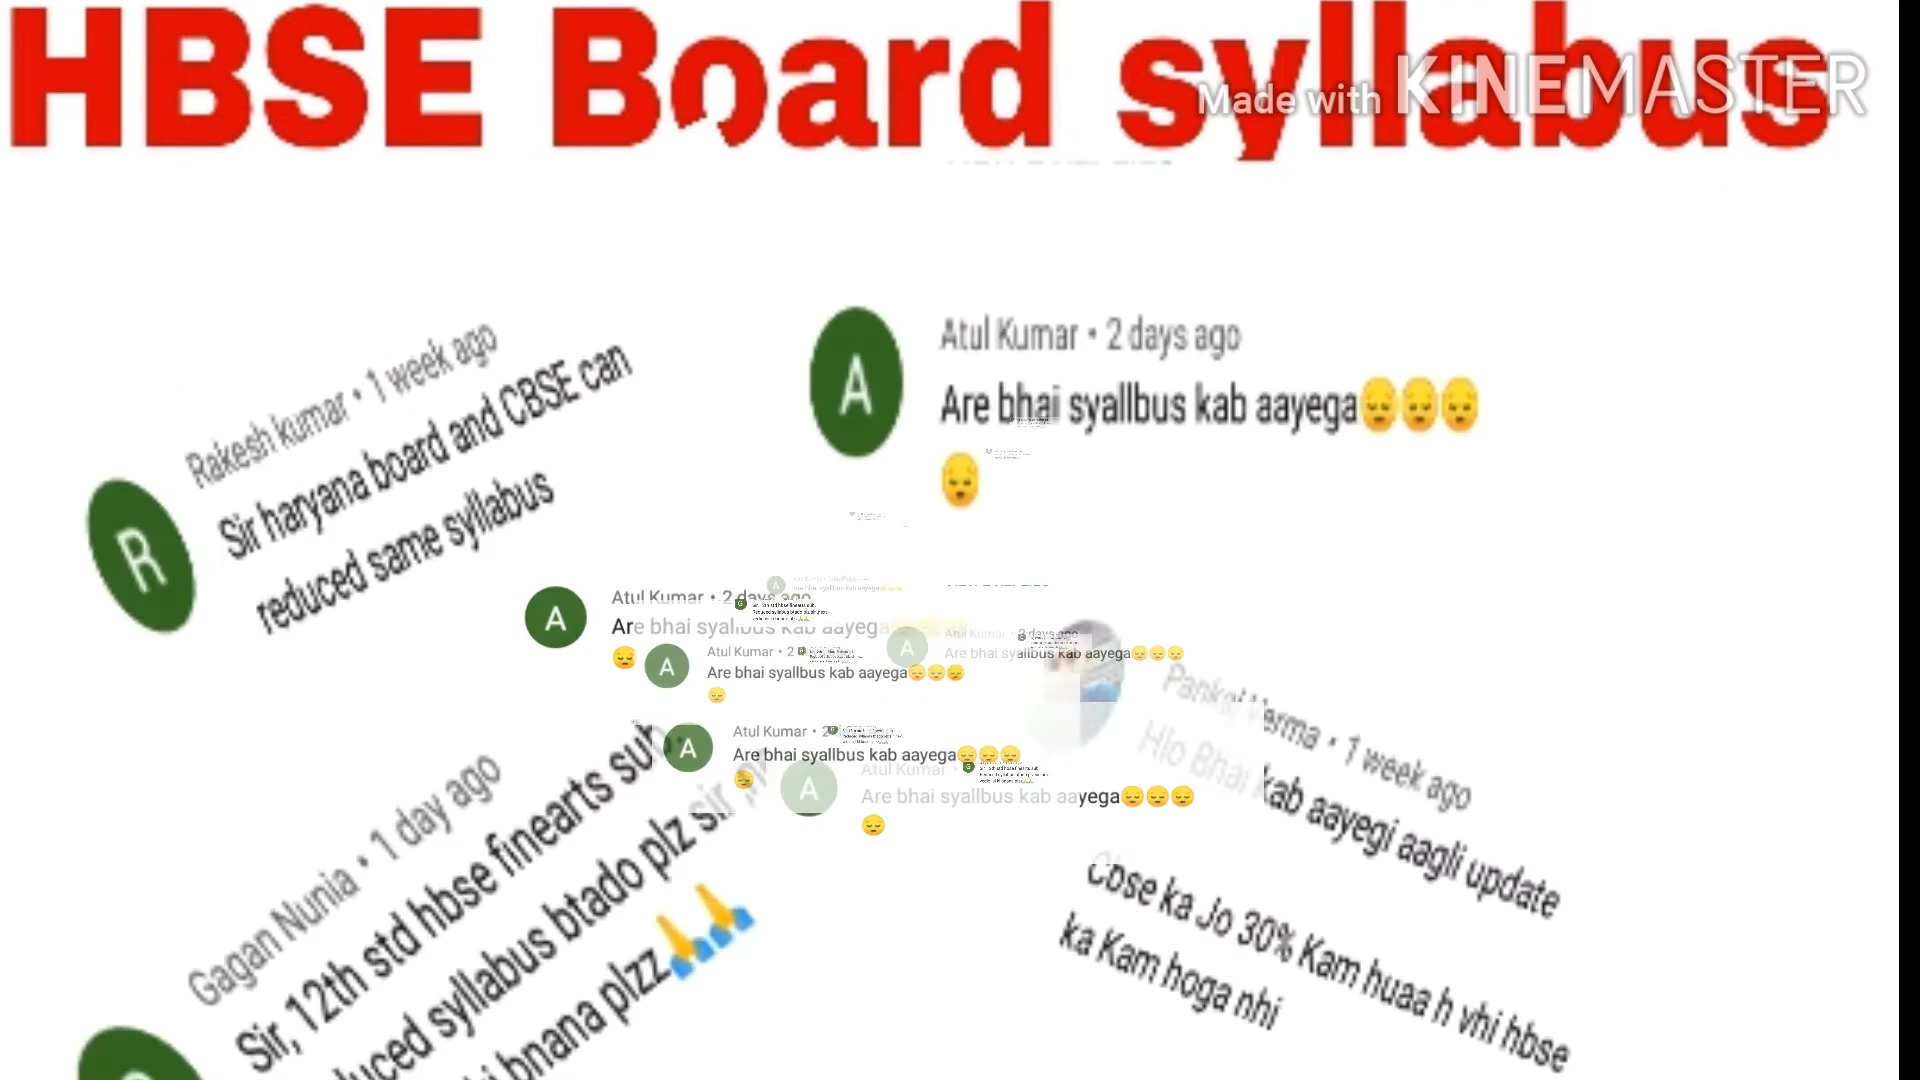 HBSE Board syllabus
Made with KINEMASTER
Rakesh kumar • 1 week ago
Sir haryana board and CBSE can
reduced same syllabus
A
Atul Kumar • 2 days ago
Are bhai syallbus kab aayega😔😔😔
😔
R
A
Atul Kumar • 2 days ago
Are bhai syallbus kab aayega
😔
A
Atul Kumar • 2
Are bhai syallbus kab aayega😔😔😔
😔
A
Atul Kumar • 2 days ago
Are bhai syallbus kab aayega😔😔😔
A
Atul Kumar • 2
Are bhai syallbus kab aayega😔😔😔
😔
A
Atul Kumar •
Are bhai syallbus kab aayega😔😔😔
😔
Pankaj Verma • 1 week ago
Hlo Bhai kab aayegi aagli update
Cbse ka Jo 30% Kam huaa h vhi hbse
ka Kam hoga nhi
Gagan Nunia • 1 day ago
Sir, 12th std hbse finearts sub.
duced syllabus btado plz sir
bnana plzz🙏🙏